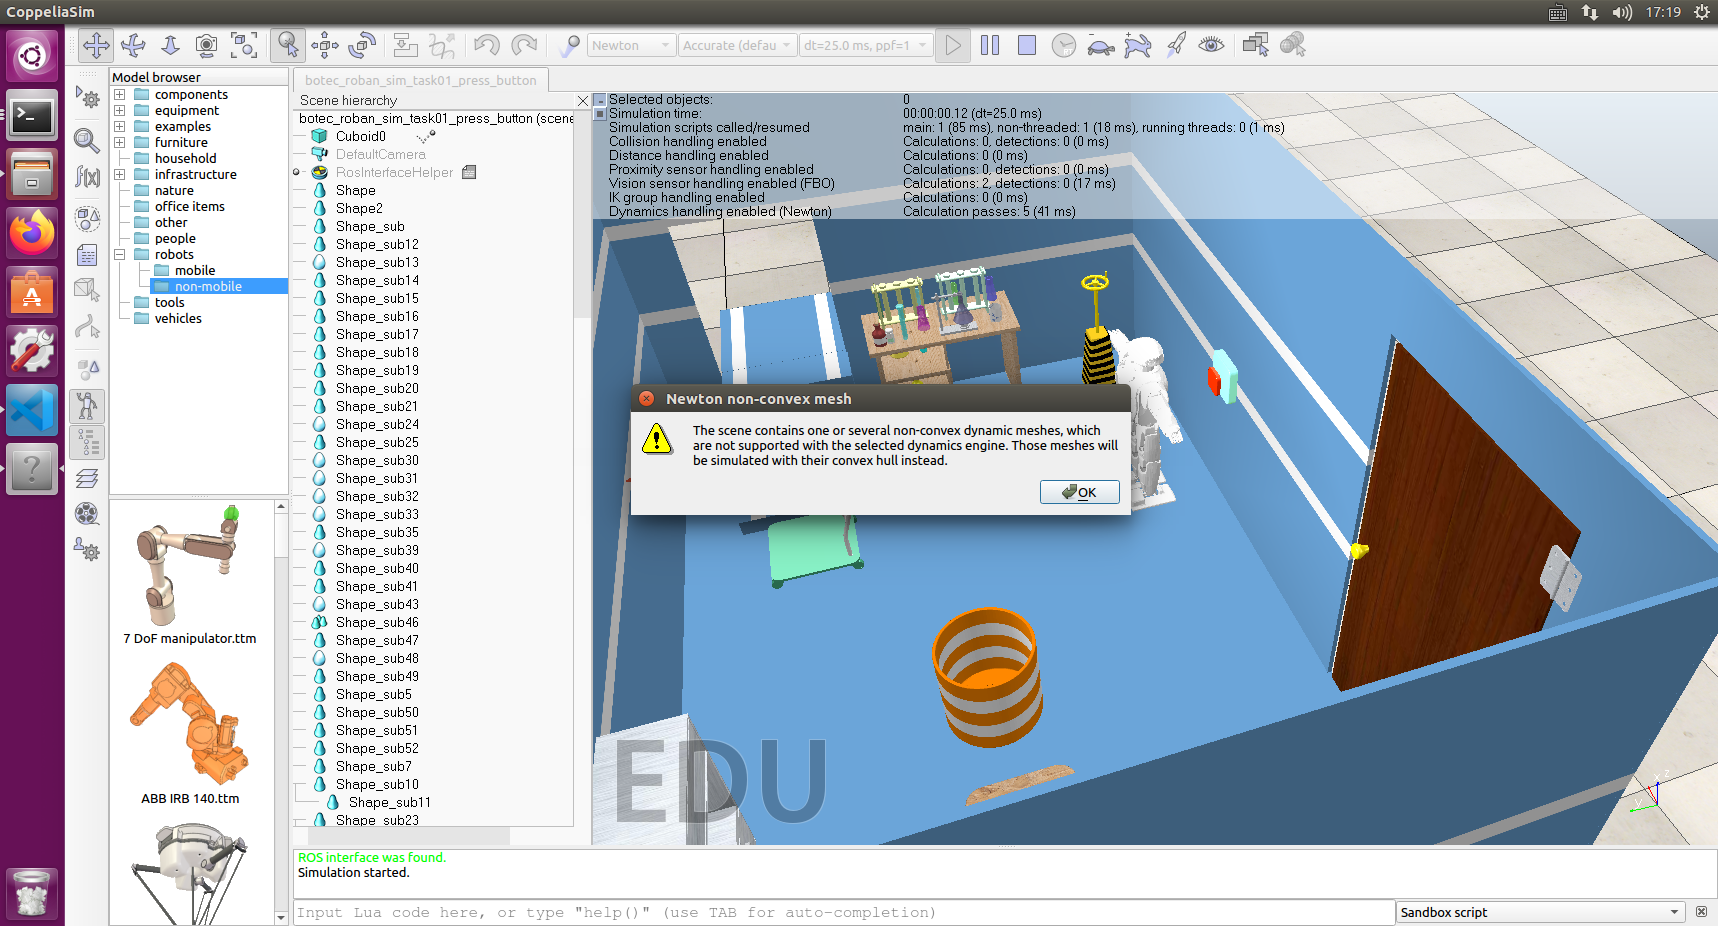 CoppeliaSim
17:19
Newton
Accurate (defau
dt=25.0 ms, ppf=1
Model browser
components
equipment
examples
furniture
household
infrastructure
nature
office items
other
people
robots
mobile
non-mobile
tools
vehicles
7 DoF manipulator.ttm
ABB IRB 140.ttm
botec_roban_sim_task01_press_button
Scene hierarchy
botec_roban_sim_task01_press_button (scene
Cuboid0
DefaultCamera
RosInterfaceHelper
Shape
Shape2
Shape_sub
Shape_sub12
Shape_sub13
Shape_sub14
Shape_sub15
Shape_sub16
Shape_sub17
Shape_sub18
Shape_sub19
Shape_sub20
Shape_sub21
Shape_sub24
Shape_sub25
Shape_sub30
Shape_sub31
Shape_sub32
Shape_sub33
Shape_sub35
Shape_sub39
Shape_sub40
Shape_sub41
Shape_sub43
Shape_sub46
Shape_sub47
Shape_sub48
Shape_sub49
Shape_sub5
Shape_sub50
Shape_sub51
Shape_sub52
Shape_sub7
Shape_sub10
Shape_sub11
Shape_sub23
Selected objects: 0
Simulation time: 00:00:00.12 (dt=25.0 ms)
Simulation scripts called/resumed main: 1 (85 ms), non-threaded: 1 (18 ms), running threads: 0 (1 ms)
Collision handling enabled Calculations: 0, detections: 0 (0 ms)
Distance handling enabled Calculations: 0 (0 ms)
Proximity sensor handling enabled Calculations: 0, detections: 0 (0 ms)
Vision sensor handling enabled (FBO) Calculations: 2, detections: 0 (17 ms)
IK group handling enabled Calculations: 0 (0 ms)
Dynamics handling enabled (Newton) Calculation passes: 5 (41 ms)
Newton non-convex mesh
The scene contains one or several non-convex dynamic meshes, which
are not supported with the selected dynamics engine. Those meshes will
be simulated with their convex hull instead.
OK
EDU
ROS interface was found.
Simulation started.
Input Lua code here, or type "help()" (use TAB for auto-completion)
Sandbox script